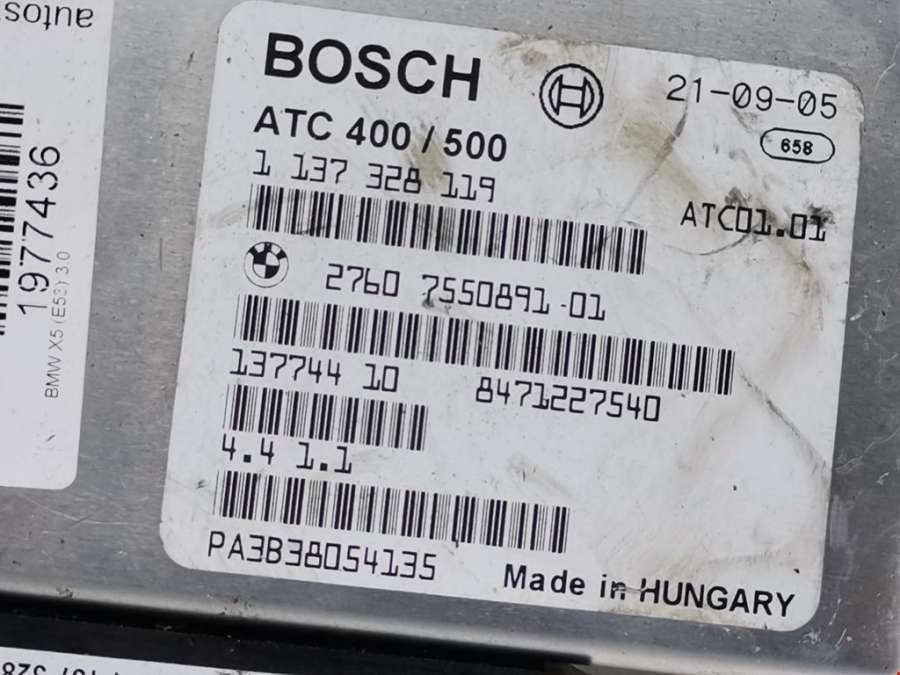 autos
1977436
BMW X5 (E53) 3.0
BOSCH
21-09-05
ATC 400 / 500
658
1 137 328 119
ATC01.01
2760 7550891-01
137744 10 8471227540
4.4 1.1
PA3B38054135
Made in HUNGARY